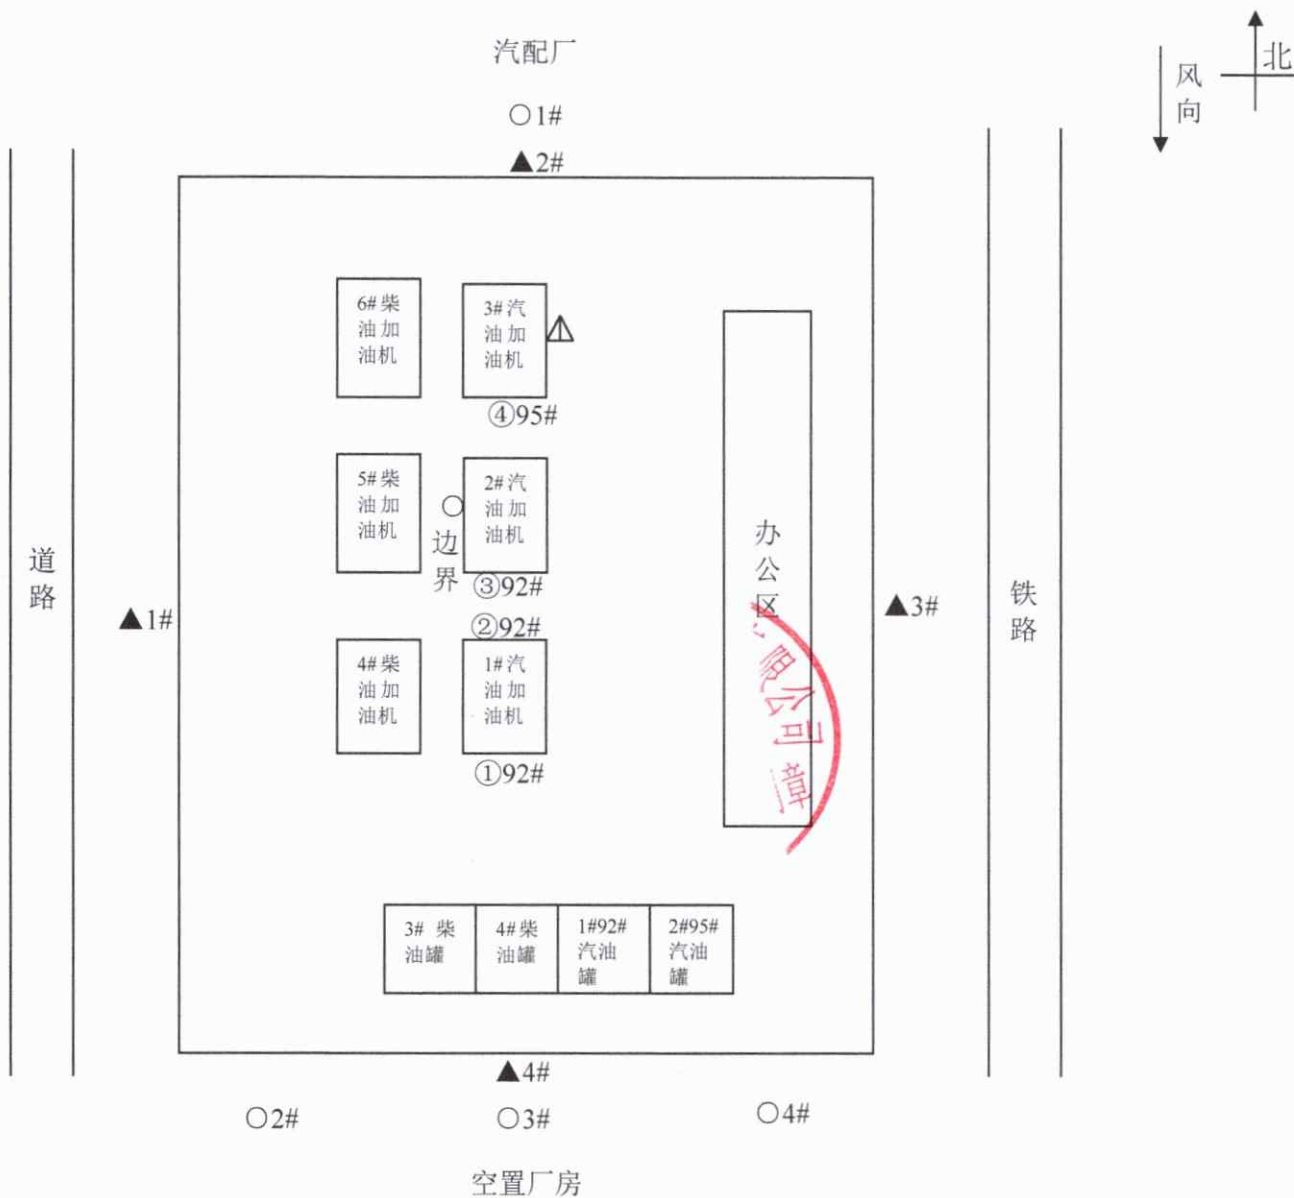 汽配厂
北
风
向
○1#
▲2#
6#柴
油加
油机
3#汽
油加
油机
④95#
5#柴
油加
油机
2#汽
油加
油机
○
边
界
③92#
②92#
办
公
区
道
路
▲1#
▲3#
铁
路
4#柴
油加
油机
1#汽
油加
油机
①92#
限公司
章
3# 柴
油罐
4#柴
油罐
1#92#
汽油
罐
2#95#
汽油
罐
▲4#
○2#
○3#
○4#
空置厂房